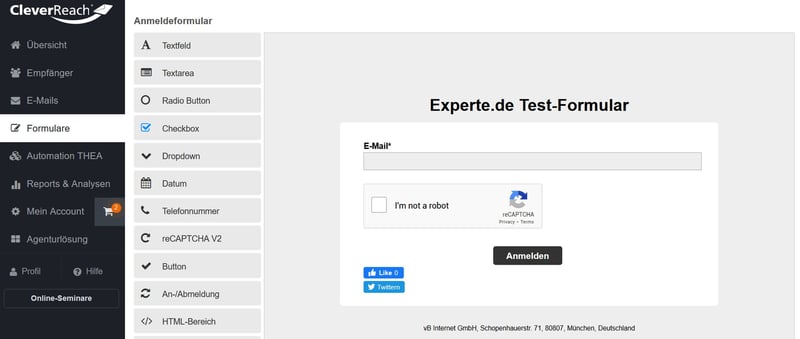 CleverReach
Übersicht
Empfänger
E-Mails
Formulare
Automation THEA
Reports & Analysen
Mein Account
2
Agenturlösung
Profil
Hilfe
Online-Seminare
Anmeldeformular
A Textfeld
Textarea
Radio Button
Checkbox
Dropdown
Datum
Telefonnummer
reCAPTCHA V2
Button
An-/Abmeldung
</> HTML-Bereich
Experte.de Test-Formular
E-Mail*
I'm not a robot
reCAPTCHA
Privacy - Terms
Anmelden
Like 0
Twittern
vB Internet GmbH, Schopenhauerstr. 71, 80807, München, Deutschland